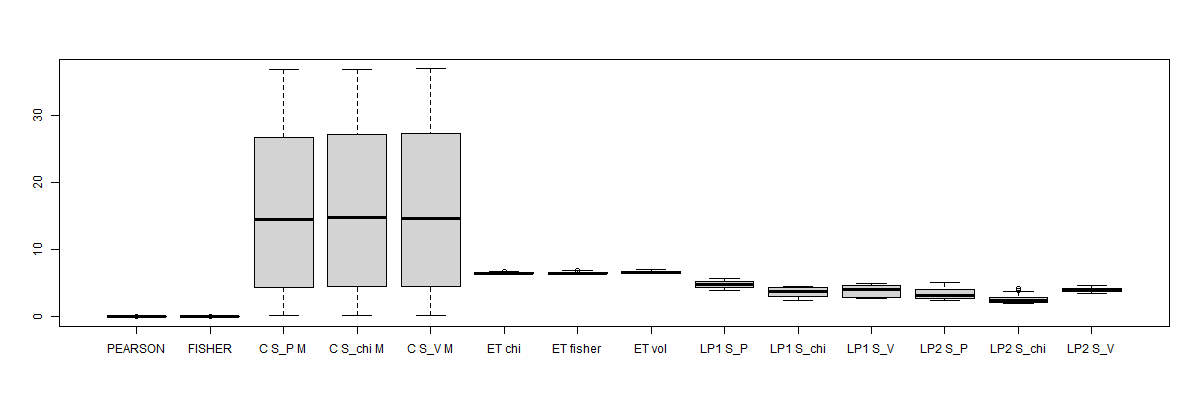 30
20
10
0
PEARSON FISHER C S_P M C S_chi M C S_V M ET chi ET fisher ET vol LP1 S_P LP1 S_chi LP1 S_V LP2 S_P LP2 S_chi LP2 S_V